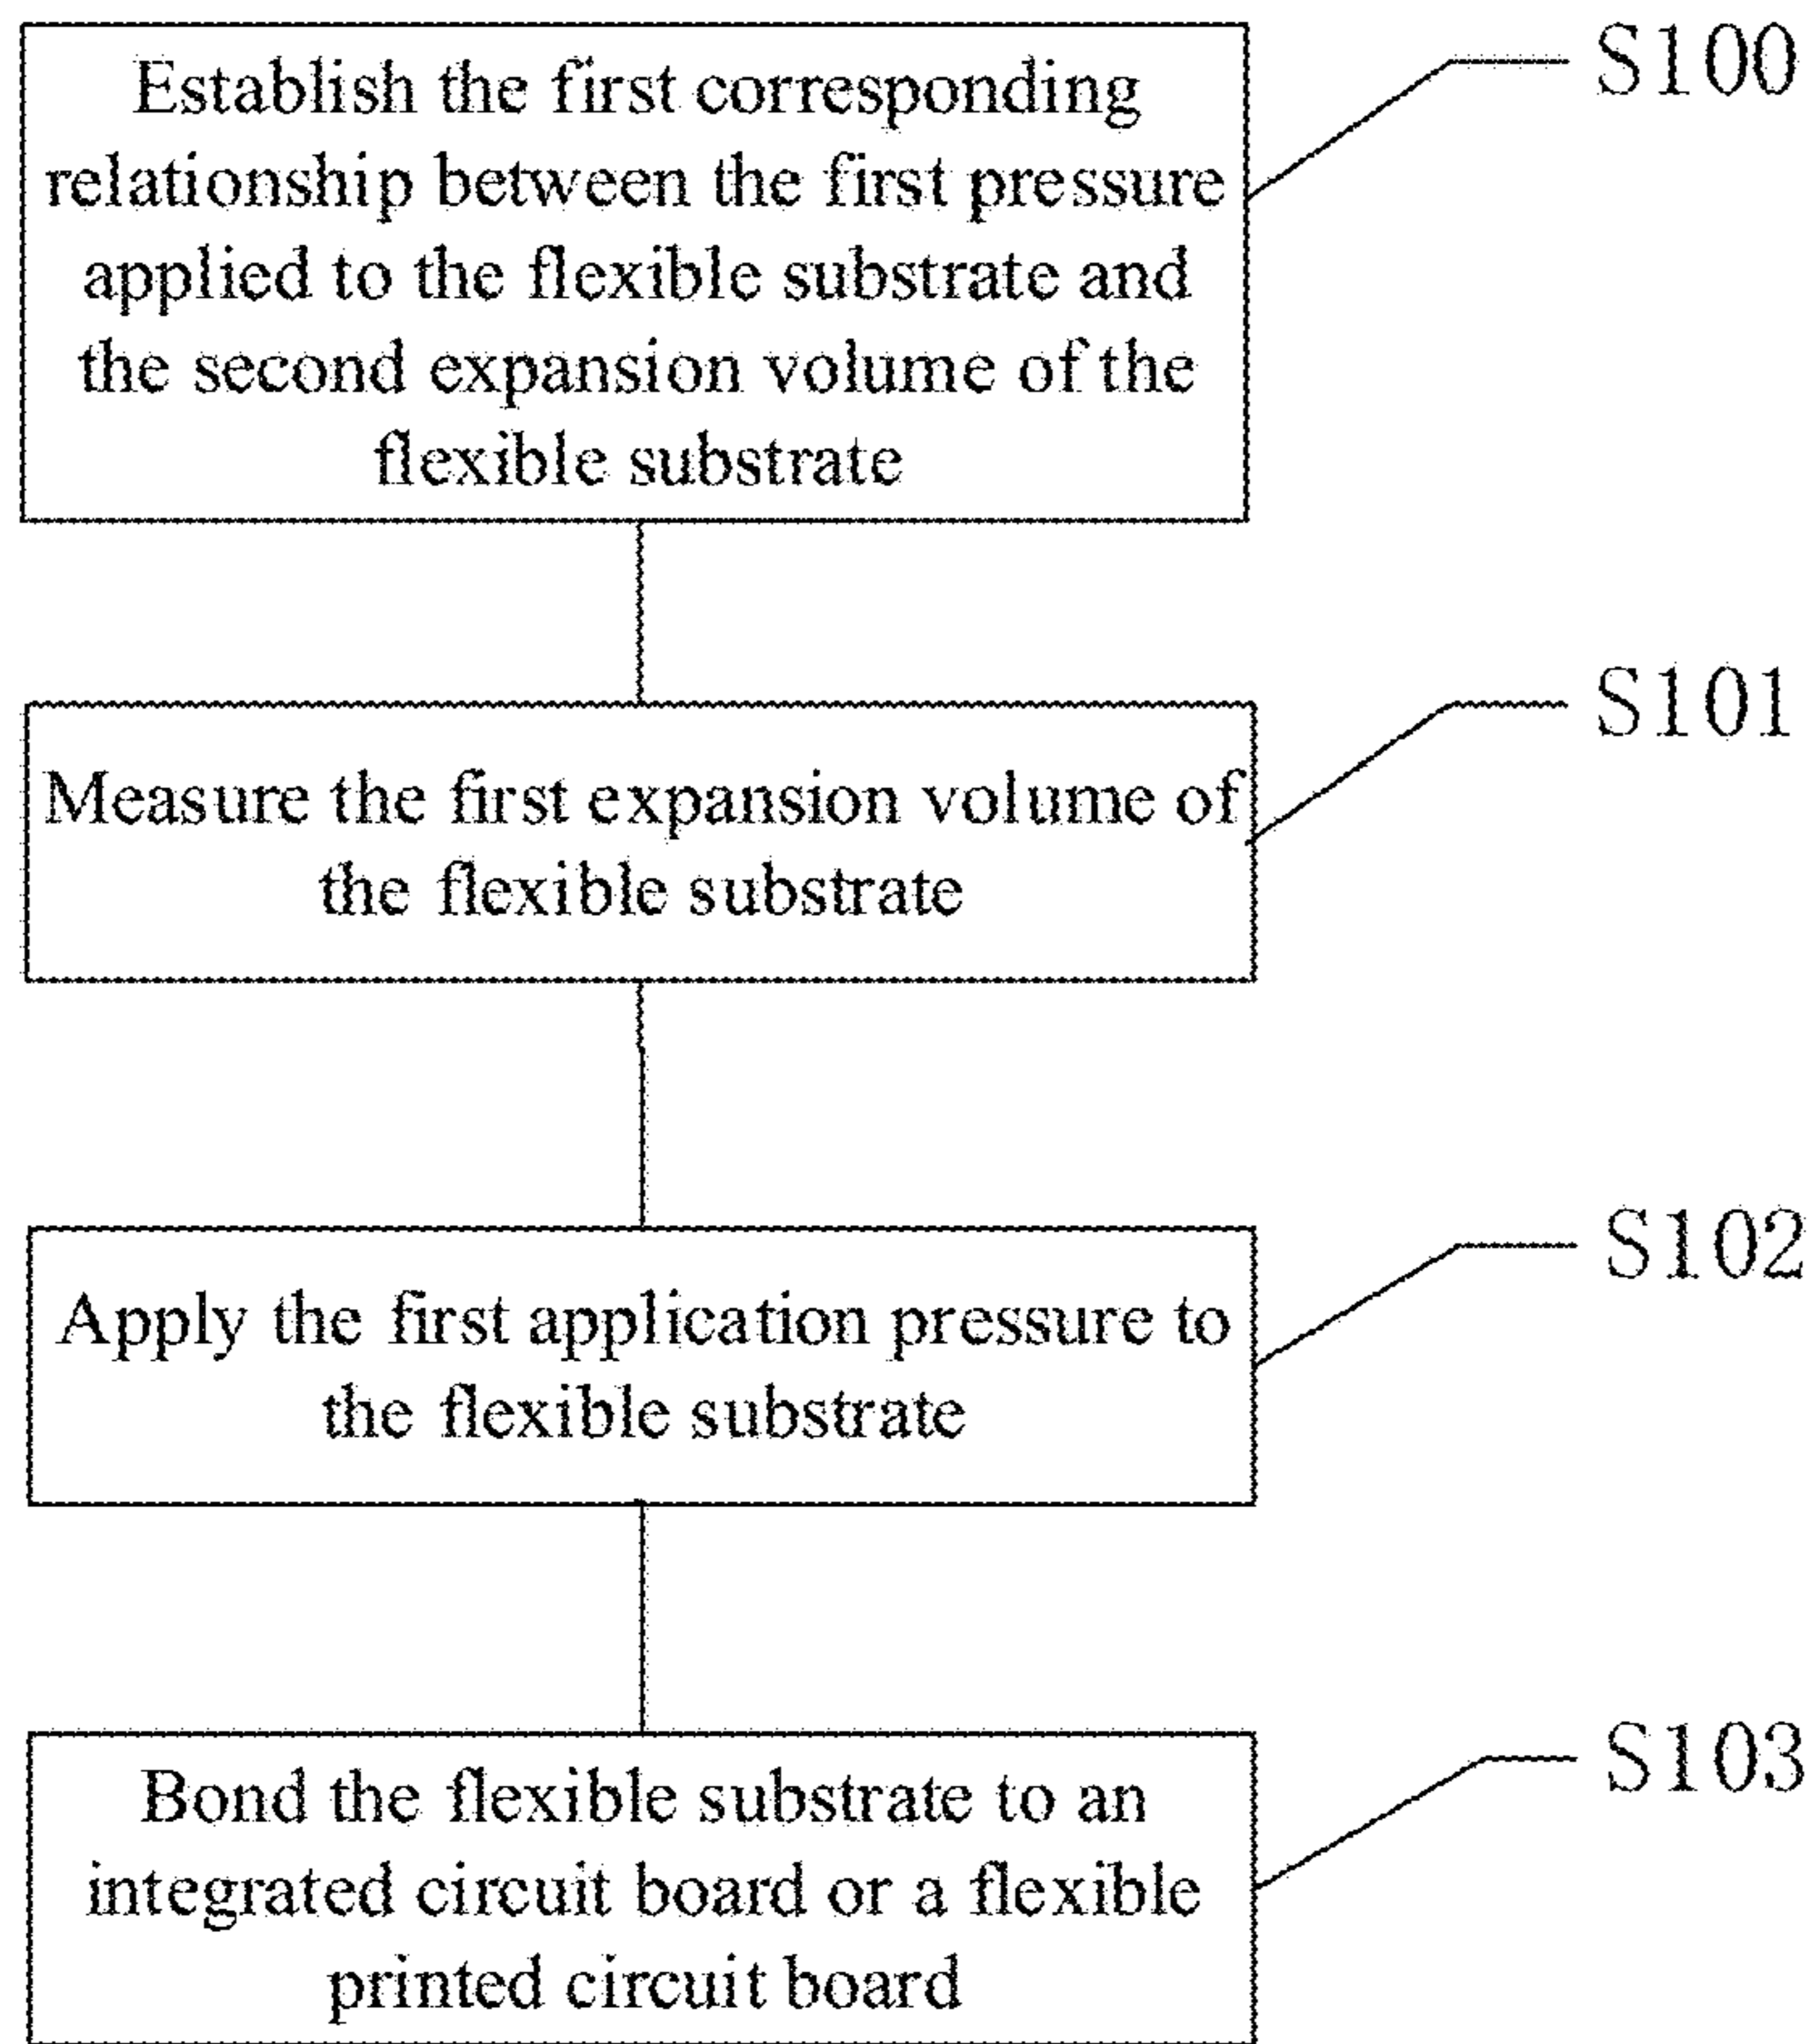 Establish the first corresponding
relationship between the first pressure
applied to the flexible substrate and
the second expansion volume of the
flexible substrate
S100
Measure the first expansion volume of
the flexible substrate
S101
Apply the first application pressure to
the flexible substrate
S102
Bond the flexible substrate to an
integrated circuit board or a flexible
printed circuit board
S103